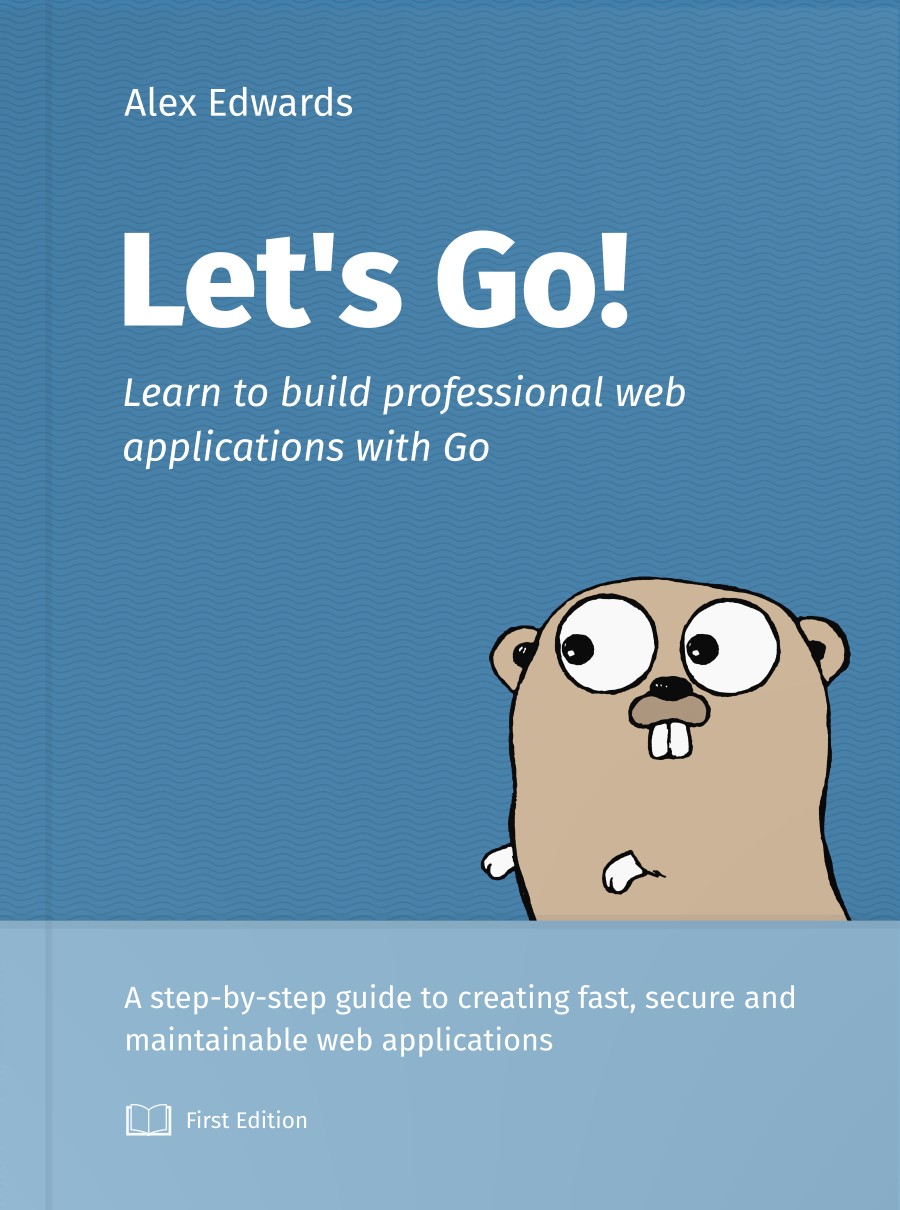 Alex Edwards
Let's Go!
Learn to build professional web
applications with Go
A step-by-step guide to creating fast, secure and
maintainable web applications
First Edition